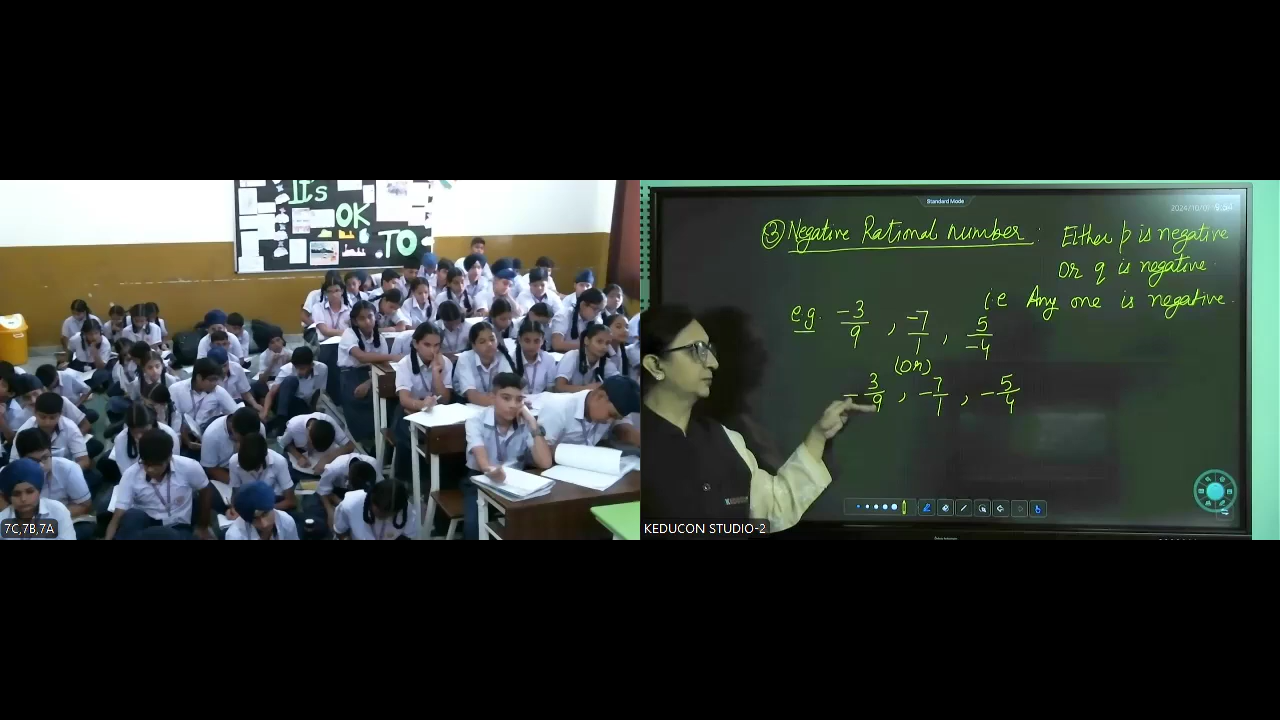 It's
OK
TO
7C,7B,7A
Standard Mode
③ Negative Rational number : Either p is negative
Or q is negative.
i.e Any one is negative.
e.g. -3/9 , -7/1 , 5/-4
(Or)
-3/9 , -7/1 , -5/4
KEDUCON STUDIO-2